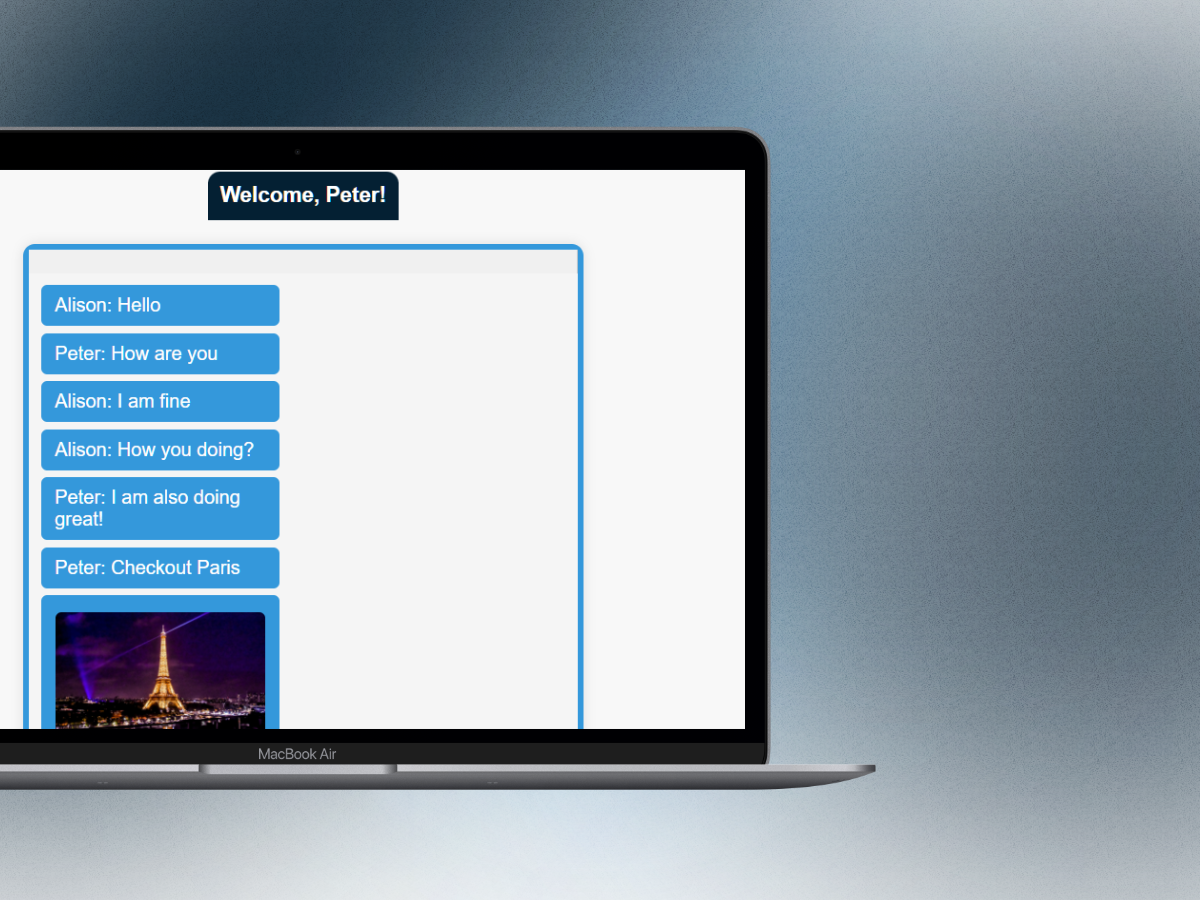 Welcome, Peter!
Alison: Hello
Peter: How are you
Alison: I am fine
Alison: How you doing?
Peter: I am also doing
great!
Peter: Checkout Paris
MacBook Air